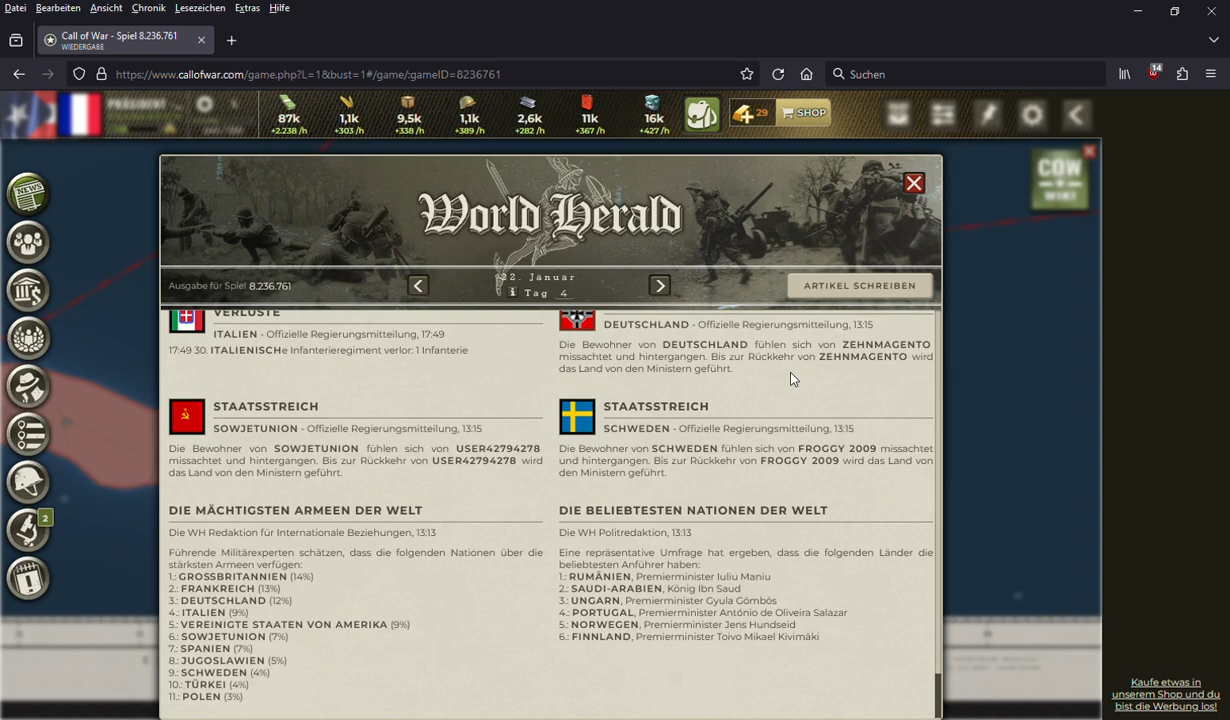 Datei Bearbeiten Ansicht Chronik Lesezeichen Extras Hilfe
Call of War - Spiel 8.236.761
WIEDERGABE
https://www.callofwar.com/game.php?L=1&bust=1#/game/:gameID=8236761
Suchen
14
PRÄSIDENT
87k 1,1k 9,5k 1,1k 2,6k 11k 16k
+2.238 /h +303 /h +338 /h +389 /h +282 /h +367 /h +427 /h
29 SHOP
NEWS
World Herald
COW
Ausgabe für Spiel 8.236.761
22. Januar
Tag 4
ARTIKEL SCHREIBEN
VERLUSTE
ITALIEN - Offizielle Regierungsmitteilung, 17:49
17:49 30. ITALIENISCHe Infanterieregiment verlor: 1 Infanterie
DEUTSCHLAND - Offizielle Regierungsmitteilung, 13:15
Die Bewohner von DEUTSCHLAND fühlen sich von ZEHNMAGENTO
missachtet und hintergangen. Bis zur Rückkehr von ZEHNMAGENTO wird
das Land von den Ministern geführt.
STAATSSTREICH
SOWJETUNION - Offizielle Regierungsmitteilung, 13:15
Die Bewohner von SOWJETUNION fühlen sich von USER42794278
missachtet und hintergangen. Bis zur Rückkehr von USER42794278 wird
das Land von den Ministern geführt.
STAATSSTREICH
SCHWEDEN - Offizielle Regierungsmitteilung, 13:15
Die Bewohner von SCHWEDEN fühlen sich von FROGGY 2009 missachtet
und hintergangen. Bis zur Rückkehr von FROGGY 2009 wird das Land von
den Ministern geführt.
2
DIE MÄCHTIGSTEN ARMEEN DER WELT
Die WH Redaktion für Internationale Beziehungen, 13:13
Führende Militärexperten schätzen, dass die folgenden Nationen über die
stärksten Armeen verfügen:
1.: GROSSBRITANNIEN (14%)
2.: FRANKREICH (13%)
3.: DEUTSCHLAND (12%)
4.: ITALIEN (9%)
5.: VEREINIGTE STAATEN VON AMERIKA (9%)
6.: SOWJETUNION (7%)
7.: SPANIEN (7%)
8.: JUGOSLAWIEN (5%)
9.: SCHWEDEN (4%)
10.: TÜRKEI (4%)
11.: POLEN (3%)
DIE BELIEBTESTEN NATIONEN DER WELT
Die WH Politredaktion, 13:13
Eine repräsentative Umfrage hat ergeben, dass die folgenden Länder die
beliebtesten Anführer haben:
1.: RUMÄNIEN, Premierminister Iuliu Maniu
2.: SAUDI-ARABIEN, König Ibn Saud
3.: UNGARN, Premierminister Gyula Gömbös
4.: PORTUGAL, Premierminister António de Oliveira Salazar
5.: NORWEGEN, Premierminister Jens Hundseid
6.: FINNLAND, Premierminister Toivo Mikael Kivimäki
Kaufe etwas in
unserem Shop und du
bist die Werbung los!